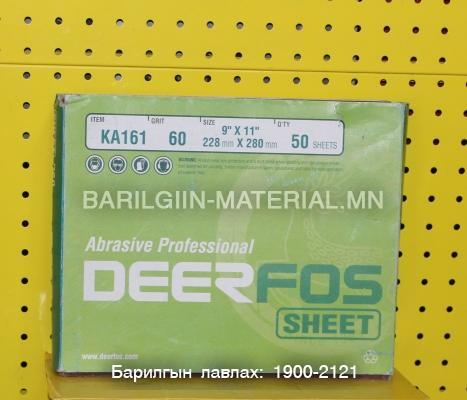 ITEM GRIT SIZE Q'TY
KA161 60 9" X 11" 228 mm X 280 mm 50 SHEETS
BARILGIIN-MATERIAL.MN
Abrasive Professional
DEERFOS
SHEET
www.deerfos.com
Барилгын лавлах: 1900-2121